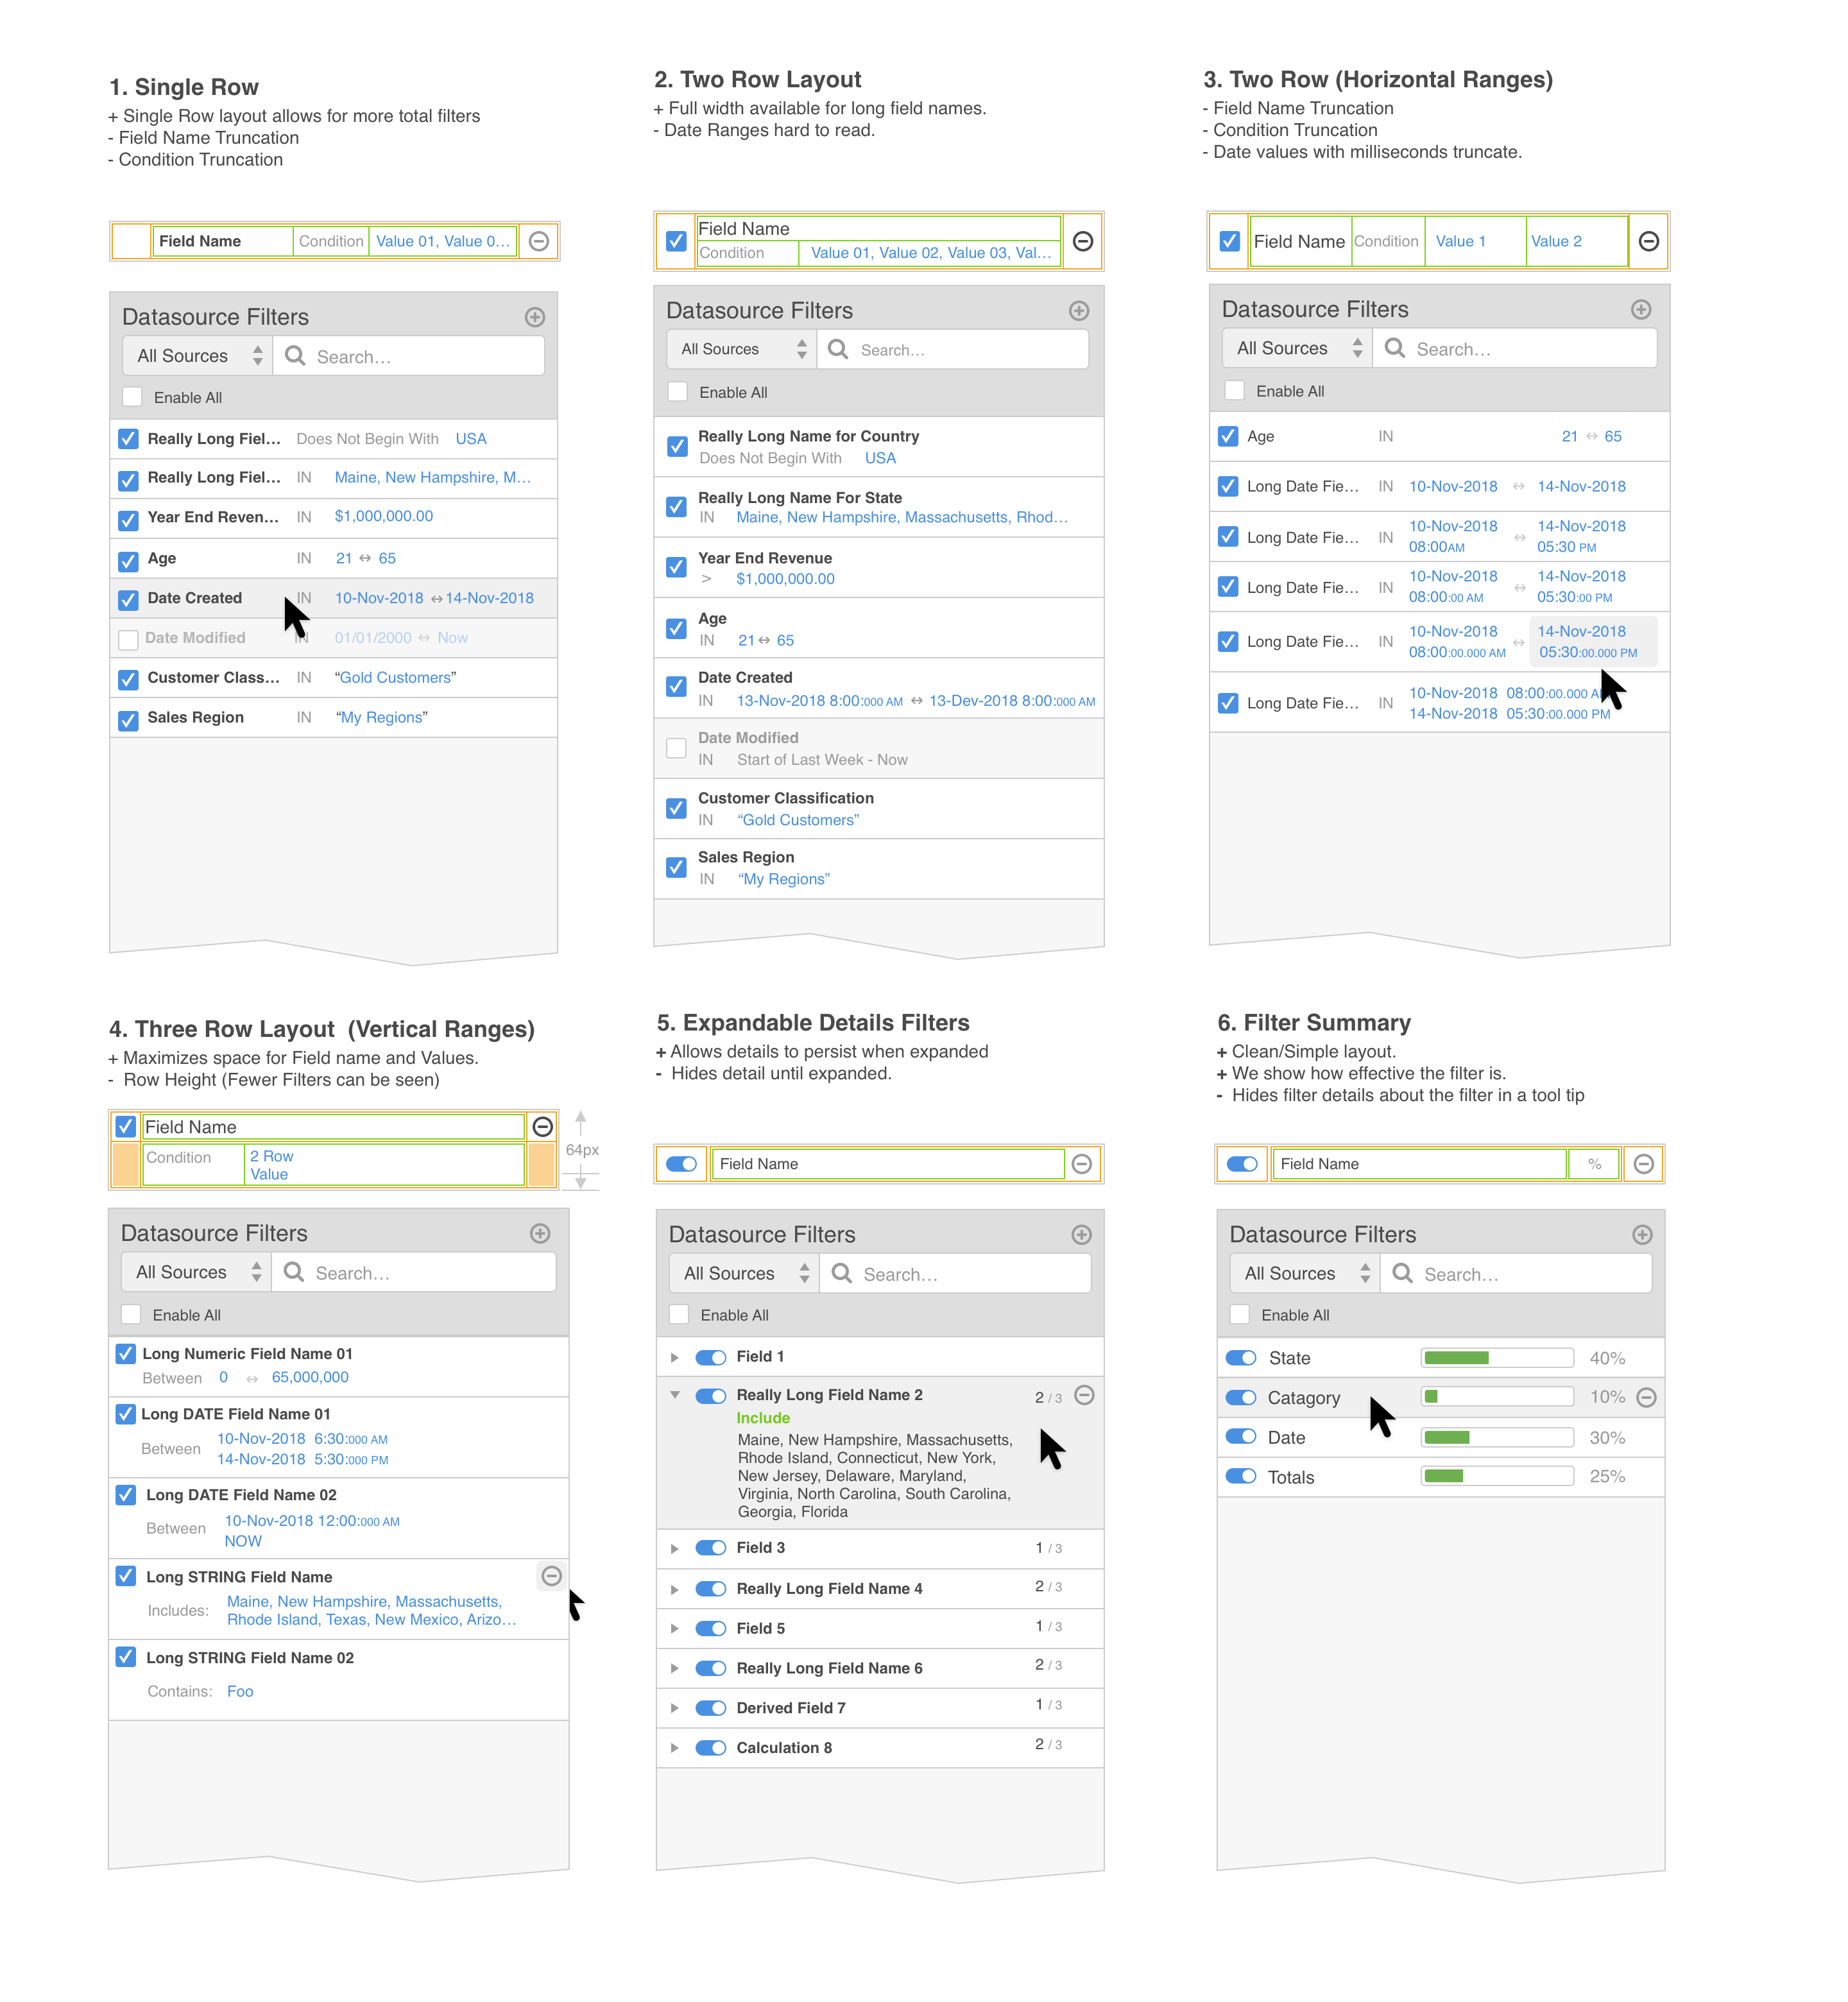 1. Single Row
+ Single Row layout allows for more total filters
- Field Name Truncation
- Condition Truncation
Field Name Condition Value 01, Value 0...
Datasource Filters
All Sources Search...
Enable All
Really Long Fiel... Does Not Begin With USA
Really Long Fiel... IN Maine, New Hampshire, M...
Year End Reven... IN $1,000,000.00
Age IN 21 ↔ 65
Date Created IN 10-Nov-2018 ↔ 14-Nov-2018
Date Modified IN 01/01/2000 ↔ Now
Customer Class... IN “Gold Customers”
Sales Region IN “My Regions”
2. Two Row Layout
+ Full width available for long field names.
- Date Ranges hard to read.
Field Name
Condition Value 01, Value 02, Value 03, Val...
Datasource Filters
All Sources Search...
Enable All
Really Long Name for Country
Does Not Begin With USA
Really Long Name For State
IN Maine, New Hampshire, Massachusetts, Rhod...
Year End Revenue
> $1,000,000.00
Age
IN 21 ↔ 65
Date Created
IN 13-Nov-2018 8:00:000 AM ↔ 13-Dev-2018 8:00:000 AM
Date Modified
IN Start of Last Week - Now
Customer Classification
IN “Gold Customers”
Sales Region
IN “My Regions”
3. Two Row (Horizontal Ranges)
- Field Name Truncation
- Condition Truncation
- Date values with milliseconds truncate.
Field Name Condition Value 1 Value 2
Datasource Filters
All Sources Search...
Enable All
Age IN 21 ↔ 65
Long Date Fie... IN 10-Nov-2018 ↔ 14-Nov-2018
Long Date Fie... IN 10-Nov-2018 08:00AM ↔ 14-Nov-2018 05:30 PM
Long Date Fie... IN 10-Nov-2018 08:00:00 AM ↔ 14-Nov-2018 05:30:00 PM
Long Date Fie... IN 10-Nov-2018 08:00:00.000 AM ↔ 14-Nov-2018 05:30:00.000 PM
Long Date Fie... IN 10-Nov-2018 08:00:00.000 A
14-Nov-2018 05:30:00.000 PM
4. Three Row Layout (Vertical Ranges)
+ Maximizes space for Field name and Values.
- Row Height (Fewer Filters can be seen)
Field Name
Condition 2 Row
Value
64px
Datasource Filters
All Sources Search...
Enable All
Long Numeric Field Name 01
Between 0 ↔ 65,000,000
Long DATE Field Name 01
Between 10-Nov-2018 6:30:000 AM
14-Nov-2018 5:30:000 PM
Long DATE Field Name 02
Between 10-Nov-2018 12:00:000 AM
NOW
Long STRING Field Name
Includes: Maine, New Hampshire, Massachusetts,
Rhode Island, Texas, New Mexico, Arizo...
Long STRING Field Name 02
Contains: Foo
5. Expandable Details Filters
+ Allows details to persist when expanded
- Hides detail until expanded.
Field Name
Datasource Filters
All Sources Search...
Enable All
Field 1
Really Long Field Name 2 2 / 3
Include
Maine, New Hampshire, Massachusetts,
Rhode Island, Connecticut, New York,
New Jersey, Delaware, Maryland,
Virginia, North Carolina, South Carolina,
Georgia, Florida
Field 3 1 / 3
Really Long Field Name 4 2 / 3
Field 5 1 / 3
Really Long Field Name 6 2 / 3
Derived Field 7 1 / 3
Calculation 8 2 / 3
6. Filter Summary
+ Clean/Simple layout.
+ We show how effective the filter is.
- Hides filter details about the filter in a tool tip
Field Name %
Datasource Filters
All Sources Search...
Enable All
State 40%
Catagory 10%
Date 30%
Totals 25%